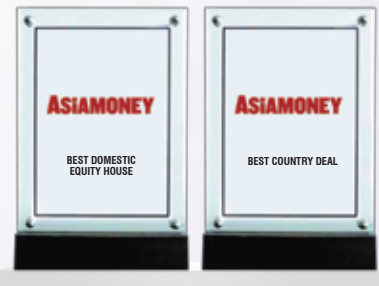 ASiAMONEY
BEST DOMESTIC
EQUITY HOUSE
ASiAMONEY
BEST COUNTRY DEAL